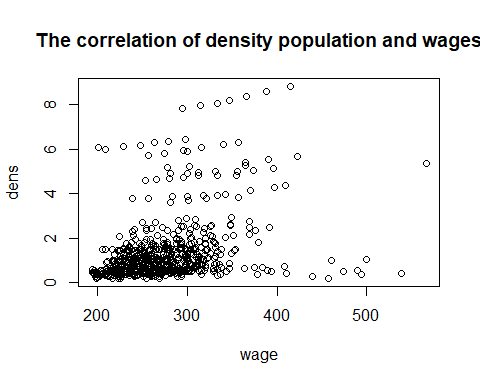 The correlation of density population and wages
dens
8
6
4
2
0
200 300 400 500
wage